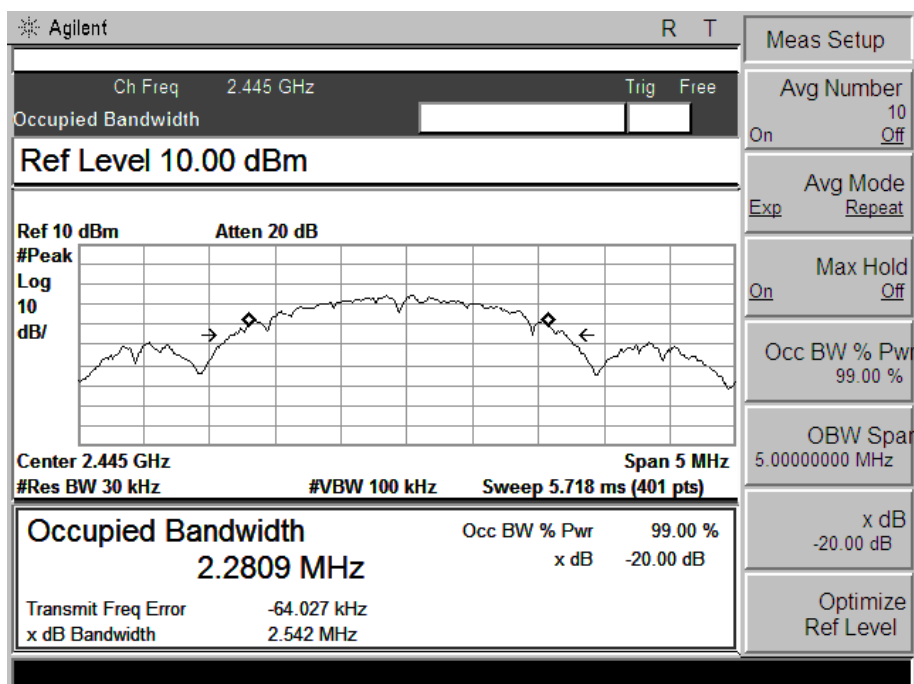 Agilent R T
Ch Freq 2.445 GHz Trig Free
Occupied Bandwidth
Ref Level 10.00 dBm
Ref 10 dBm Atten 20 dB
#Peak
Log
10
dB/
Center 2.445 GHz Span 5 MHz
#Res BW 30 kHz #VBW 100 kHz Sweep 5.718 ms (401 pts)
Occupied Bandwidth
2.2809 MHz
Occ BW % Pwr 99.00 %
x dB -20.00 dB
Transmit Freq Error -64.027 kHz
x dB Bandwidth 2.542 MHz
Meas Setup
Avg Number
10
On Off
Avg Mode
Exp Repeat
Max Hold
On Off
Occ BW % Pwr
99.00 %
OBW Span
5.00000000 MHz
x dB
-20.00 dB
Optimize
Ref Level